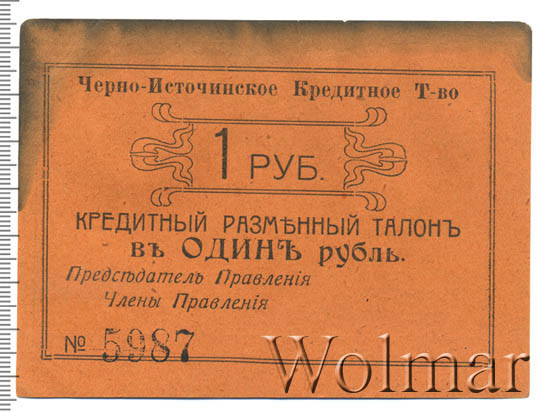 Черно-Источинское Кредитное Т-во
1 РУБ.
КРЕДИТНЫЙ РАЗМѢННЫЙ ТАЛОНЪ
въ ОДИНЪ рубль.
Предсѣдатель Правленія
Члены Правленія
№ 5987
Wolmar